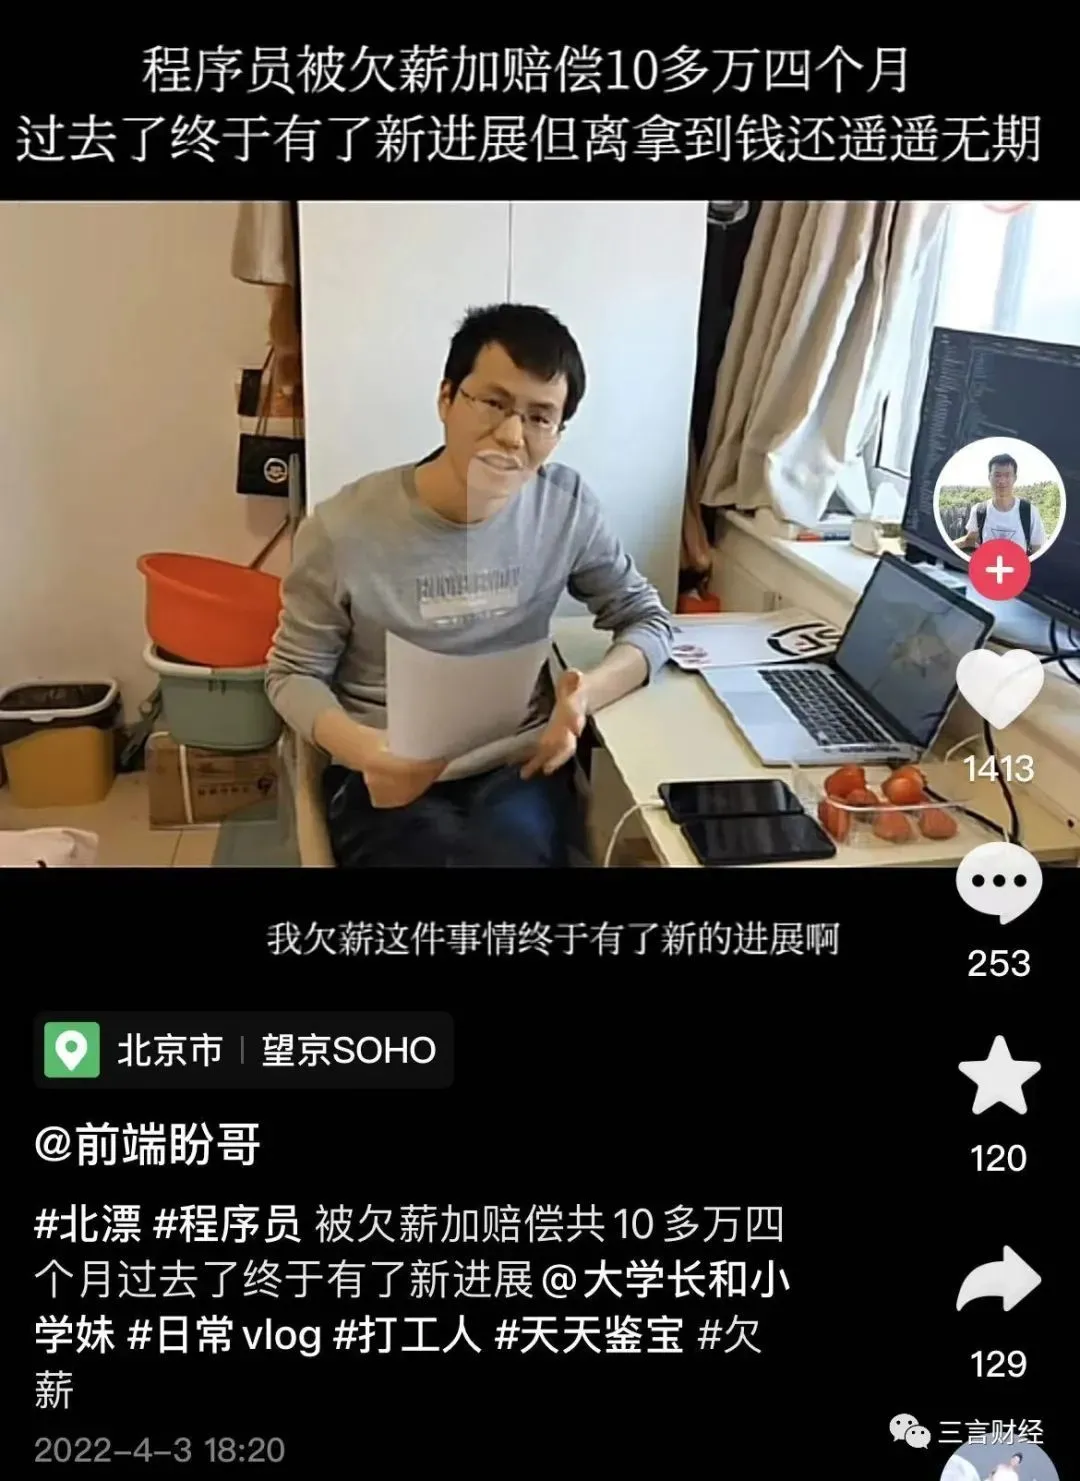 程序员被欠薪加赔偿10多万四个月
过去了终于有了新进展但离拿到钱还遥遥无期
1413
我欠薪这件事情终于有了新的进展啊
253
北京市 | 望京SOHO
@前端盼哥
120
#北漂 #程序员 被欠薪加赔偿共10多万四
个月过去了终于有了新进展@大学长和小
学妹 #日常vlog #打工人 #天天鉴宝 #欠
薪
129
2022-4-3 18:20
三言财经